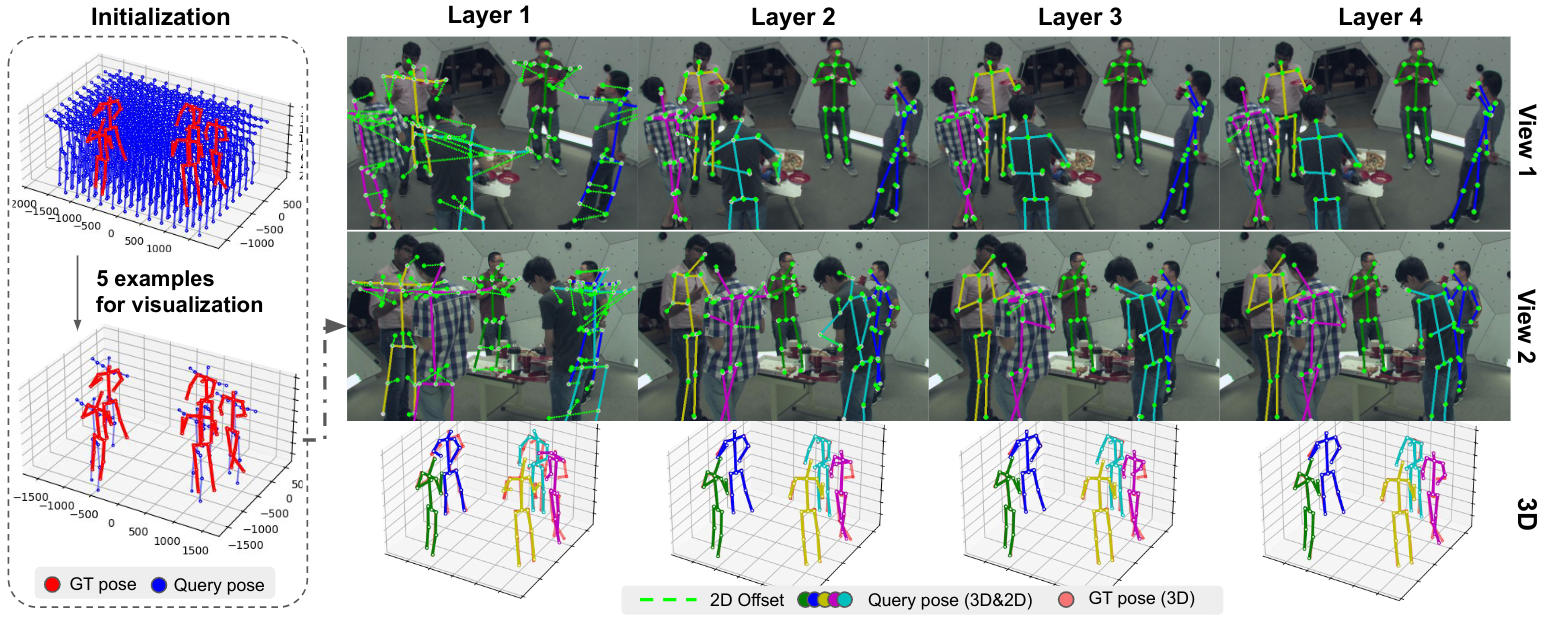 Initialization
Layer 1
Layer 2
Layer 3
Layer 4
2000
−1500
−1000
−500
0
500
1000
−1000
−500
0
500
5 examples
for visualization
−1500
−1000
−500
0
500
1000
1500
−1500
−1000
−500
0
50
GT pose
Query pose
View 1
View 2
3D
2D Offset
Query pose (3D&2D)
GT pose (3D)